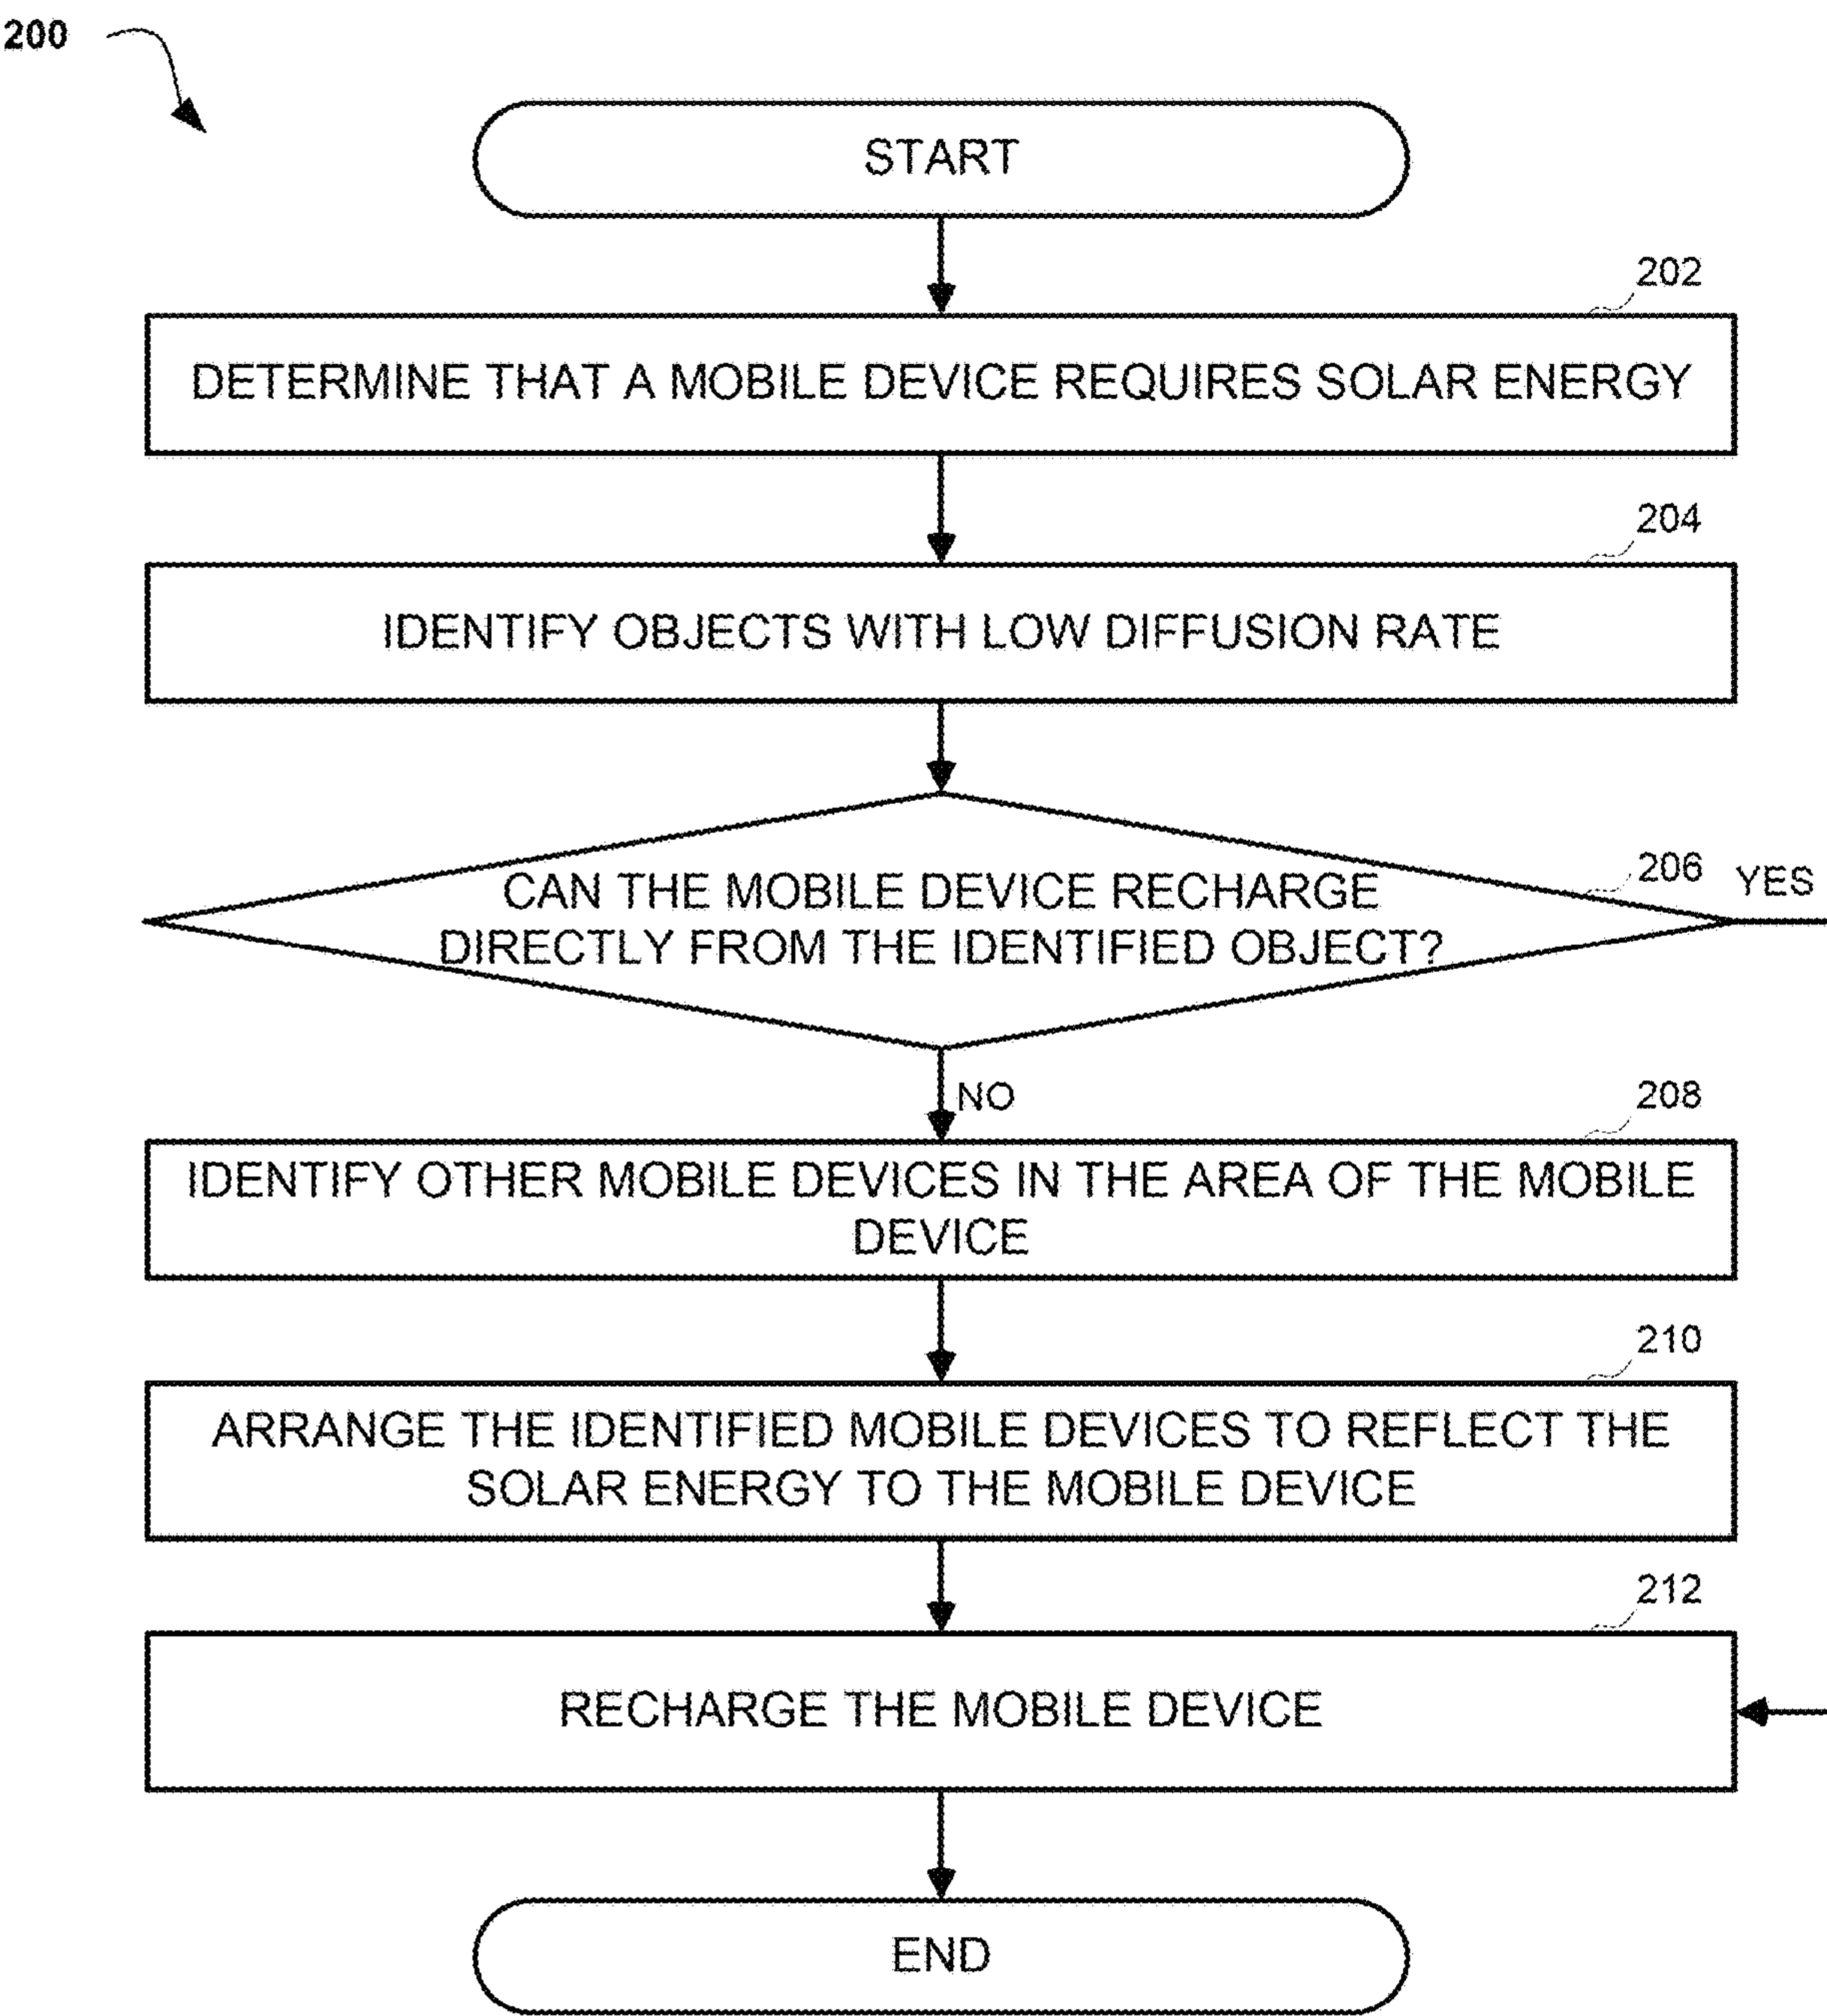 200
START
202
DETERMINE THAT A MOBILE DEVICE REQUIRES SOLAR ENERGY
204
IDENTIFY OBJECTS WITH LOW DIFFUSION RATE
206
YES
CAN THE MOBILE DEVICE RECHARGE
DIRECTLY FROM THE IDENTIFIED OBJECT?
NO
208
IDENTIFY OTHER MOBILE DEVICES IN THE AREA OF THE MOBILE
DEVICE
210
ARRANGE THE IDENTIFIED MOBILE DEVICES TO REFLECT THE
SOLAR ENERGY TO THE MOBILE DEVICE
212
RECHARGE THE MOBILE DEVICE
END